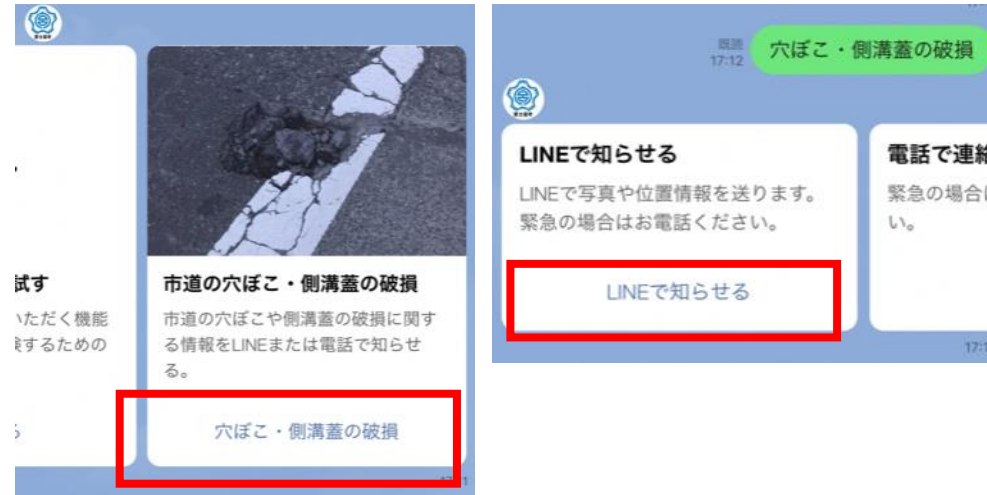 試す
いただく機能
するための
市道の穴ぼこ・側溝蓋の破損
市道の穴ぼこや側溝蓋の破損に関す
る情報をLINEまたは電話で知らせ
る。
穴ぼこ・側溝蓋の破損
既読
17:12
穴ぼこ・側溝蓋の破損
LINEで知らせる
LINEで写真や位置情報を送ります。
緊急の場合はお電話ください。
LINEで知らせる
電話で連絡
緊急の場合は
い。